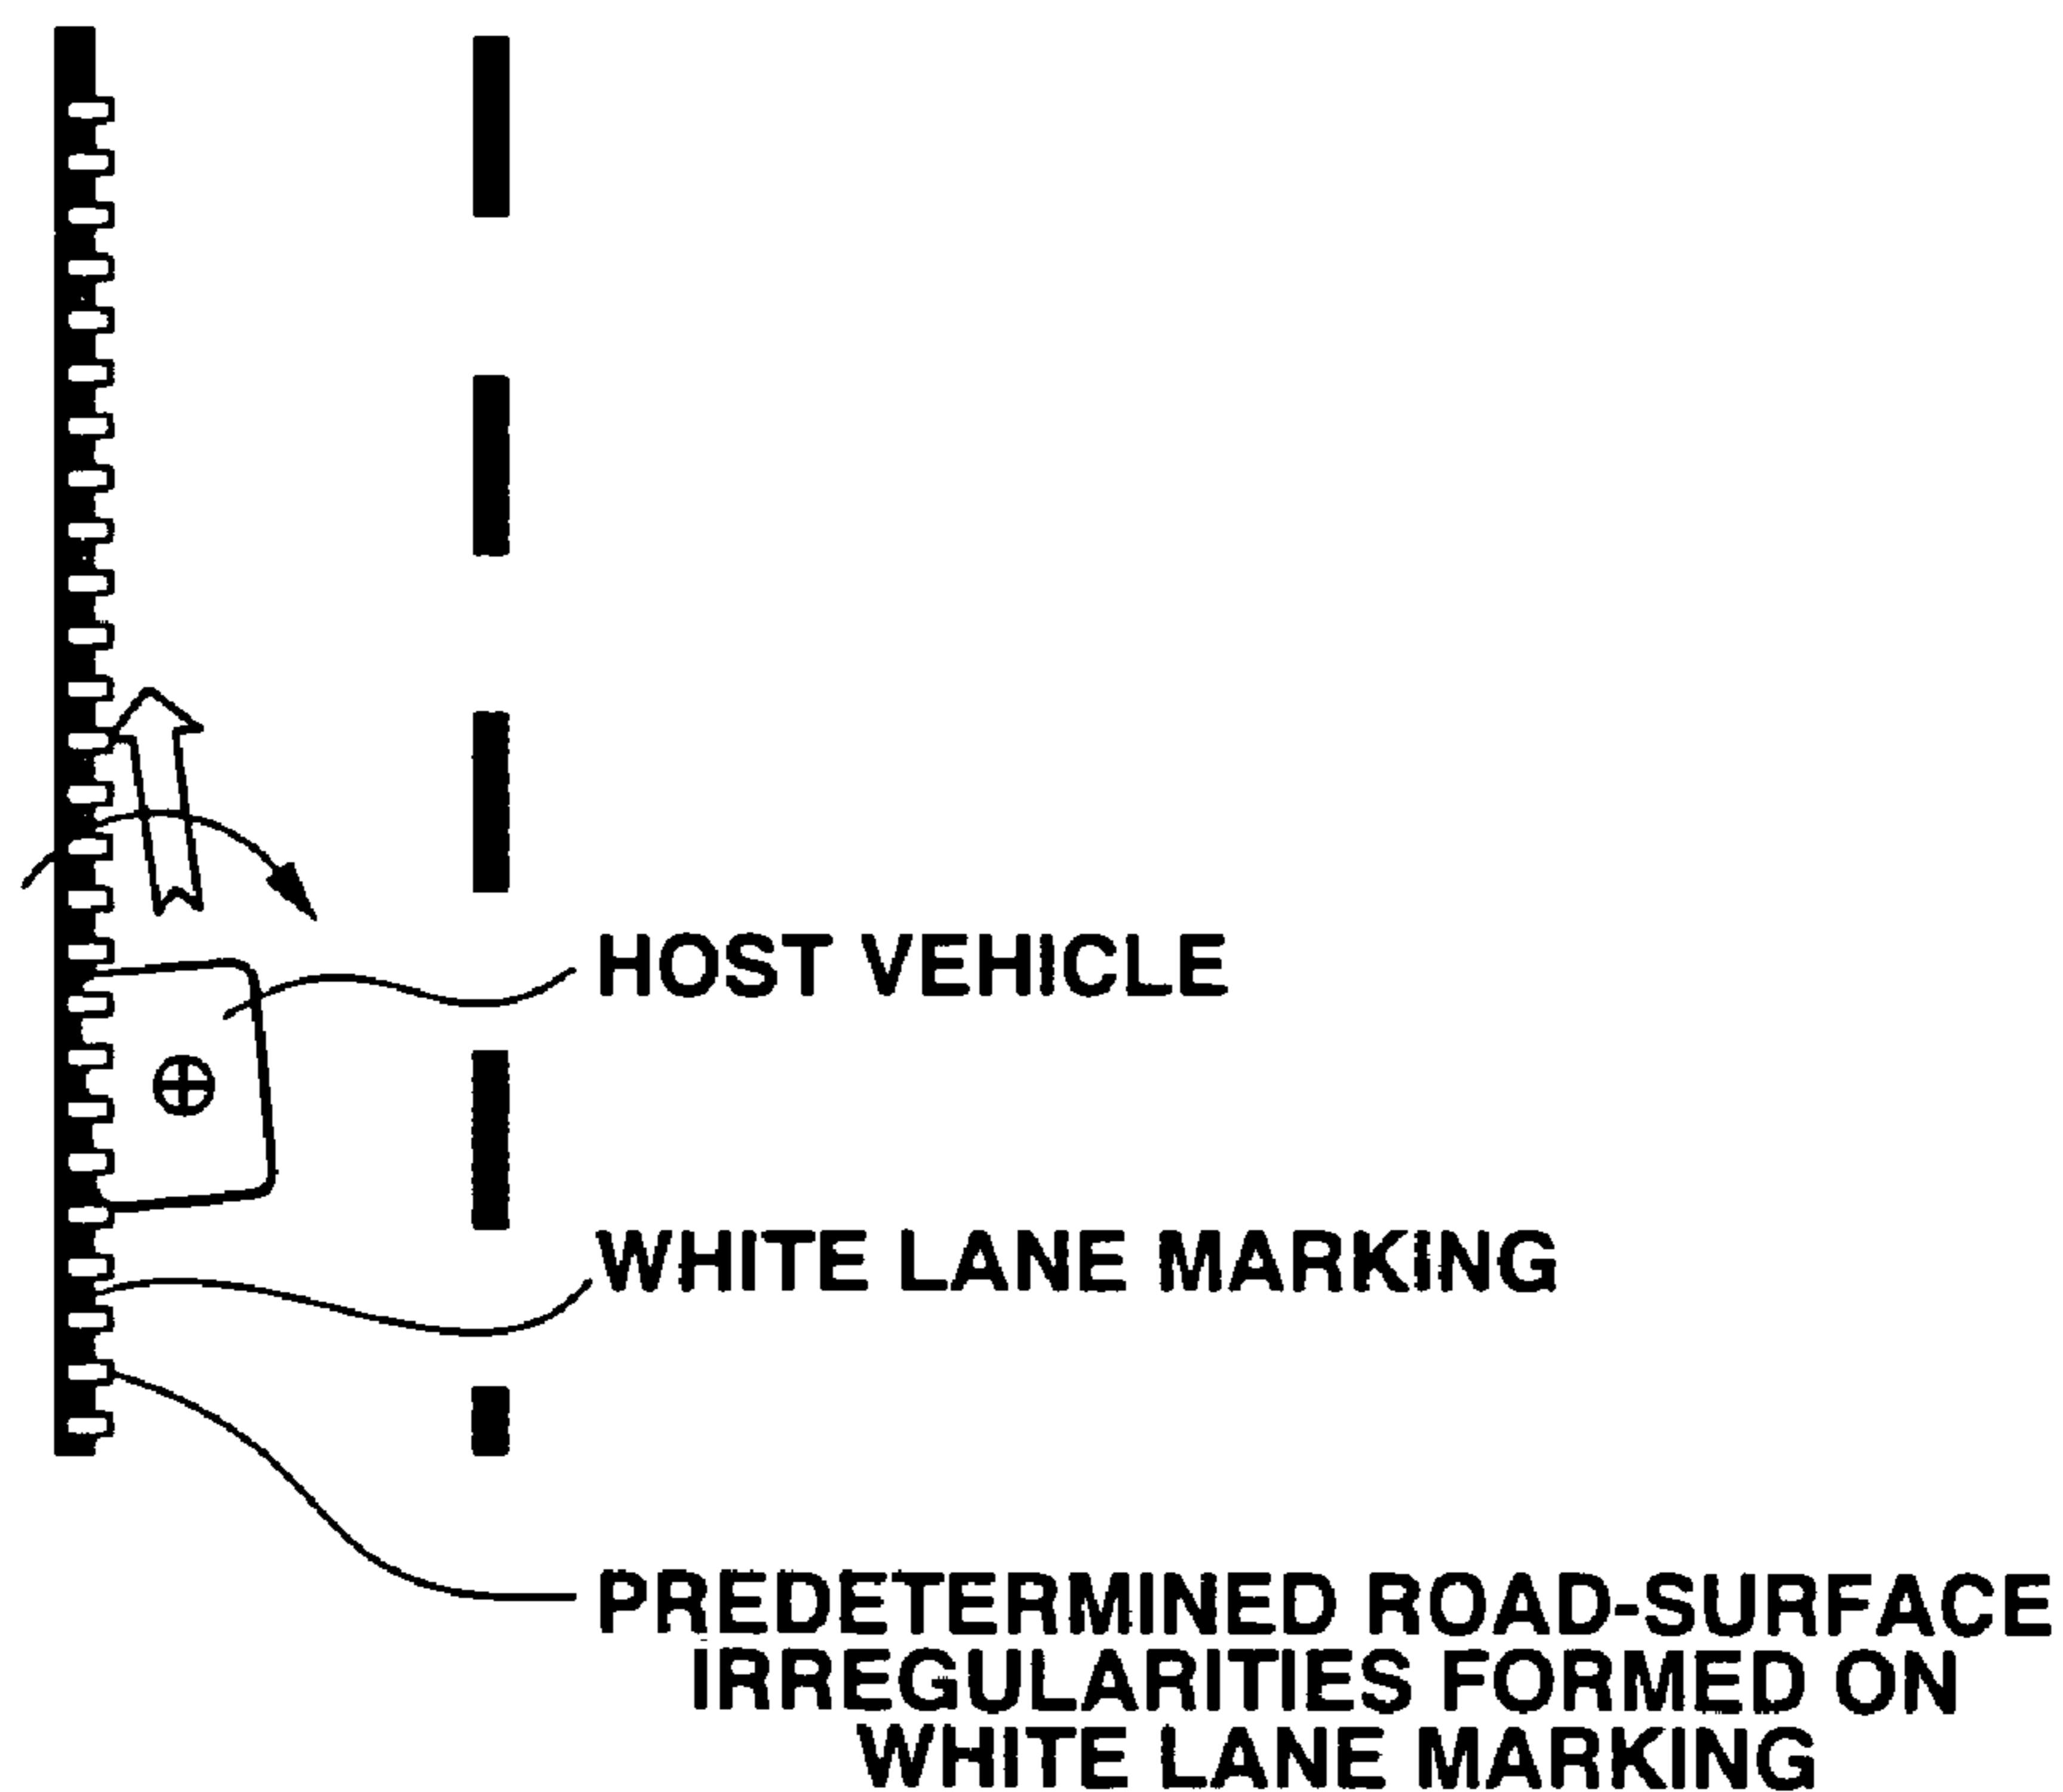 HOST VEHICLE
WHITE LANE MARKING
PREDETERMINED ROAD-SURFACE
IRREGULARITIES FORMED ON
WHITE LANE MARKING